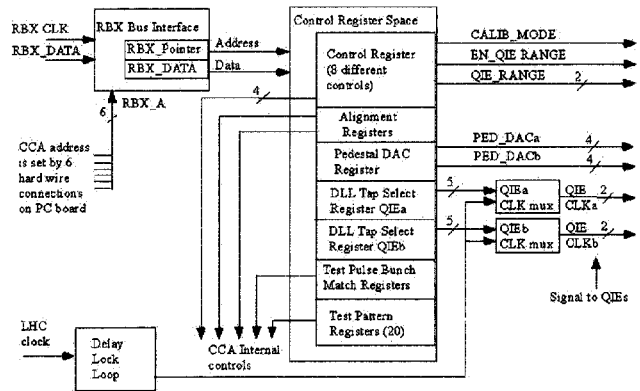 RBX CLK
RBX_DATA
RBX Bus Interface
RBX_Pointer
RBX_DATA
Address
Data
RBX_A
6
CCA address
is set by 6
hard wire
connections
on PC board
Control Register Space
Control Register
(8 different
controls)
4
Alignment
Registers
Pedestal DAC
Register
DLL Tap Select
Register QIEa
DLL Tap Select
Register QIEb
Test Pulse Bunch
Match Registers
Test Pattern
Registers (20)
CCA Internal
controls
CALIB_MODE
EN_QIE RANGE
QIE_RANGE
2
PED_DACa
4
PED_DACb
4
5
QIEa
CLK mux
QIE
CLKa
2
5
QIEb
CLK mux
QIE
CLKb
2
Signal to QIEs
LHC
clock
Delay
Lock
Loop